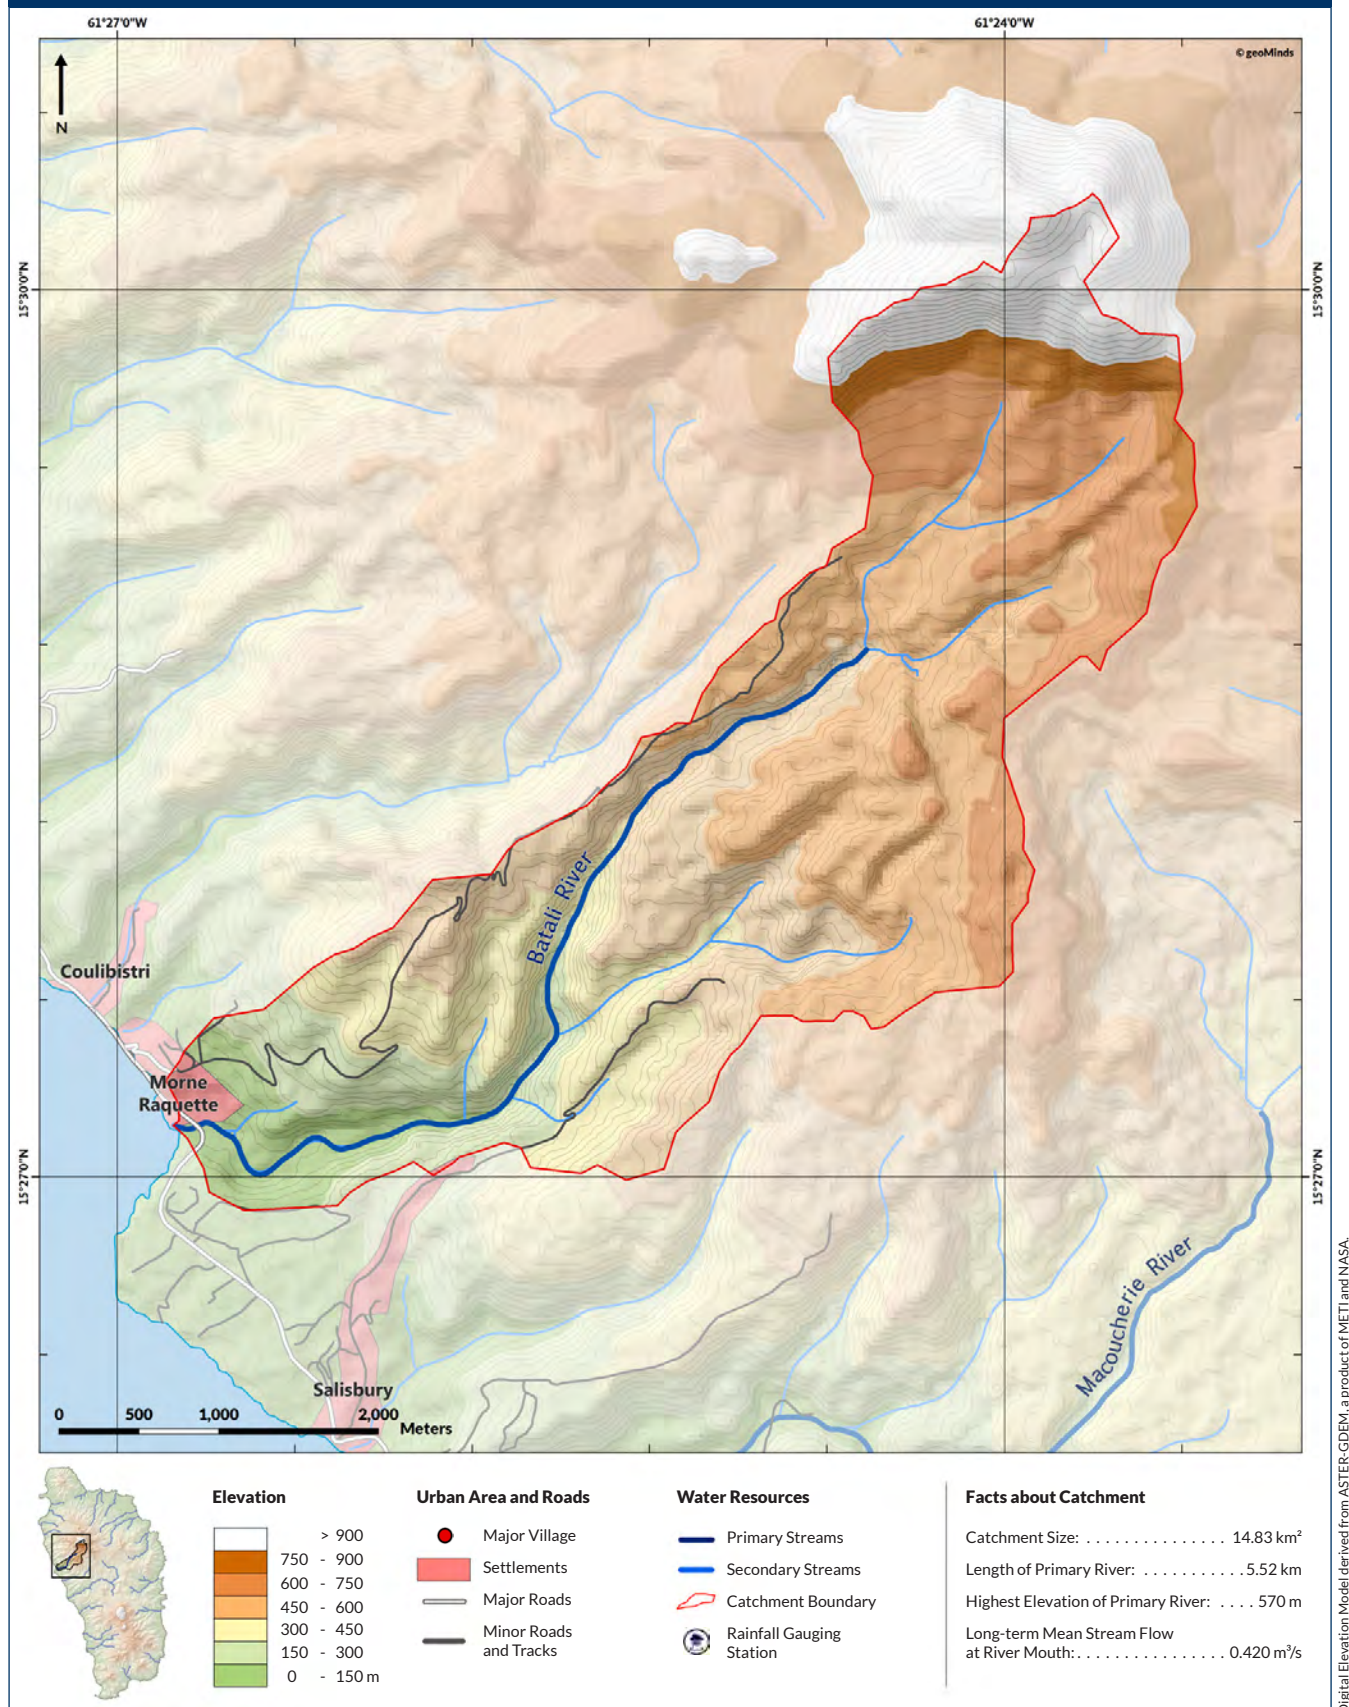 61°27'0"W
61°24'0"W
© geoMinds
N
15°30'0"N
15°30'0"N
Batali River
Coulibistri
Morne
Raquette
15°27'0"N
15°27'0"N
Macoucherie River
Salisbury
0 500 1,000 2,000
Meters
Elevation
> 900
750 - 900
600 - 750
450 - 600
300 - 450
150 - 300
0 - 150 m
Urban Area and Roads
Major Village
Settlements
Major Roads
Minor Roads
and Tracks
Water Resources
Primary Streams
Secondary Streams
Catchment Boundary
Rainfall Gauging
Station
Facts about Catchment
Catchment Size: . . . . . . . . . . . . . . . 14.83 km²
Length of Primary River: . . . . . . . . . . . 5.52 km
Highest Elevation of Primary River: . . . . 570 m
Long-term Mean Stream Flow
at River Mouth: . . . . . . . . . . . . . . . 0.420 m³/s
Digital Elevation Model derived from ASTER-GDEM, a product of METI and NASA.